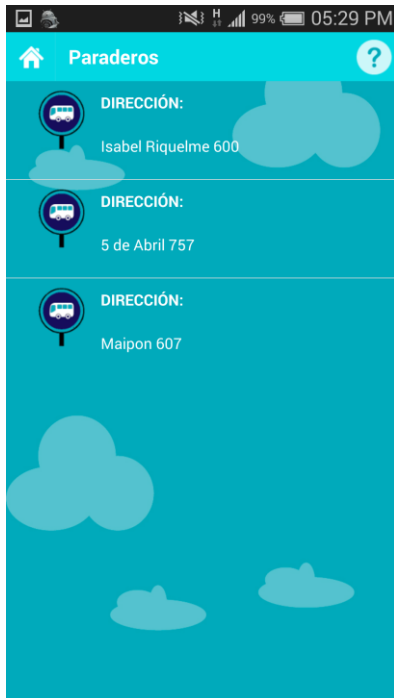 H 99% 05:29 PM
Paraderos ?
DIRECCIÓN:
Isabel Riquelme 600
DIRECCIÓN:
5 de Abril 757
DIRECCIÓN:
Maipon 607